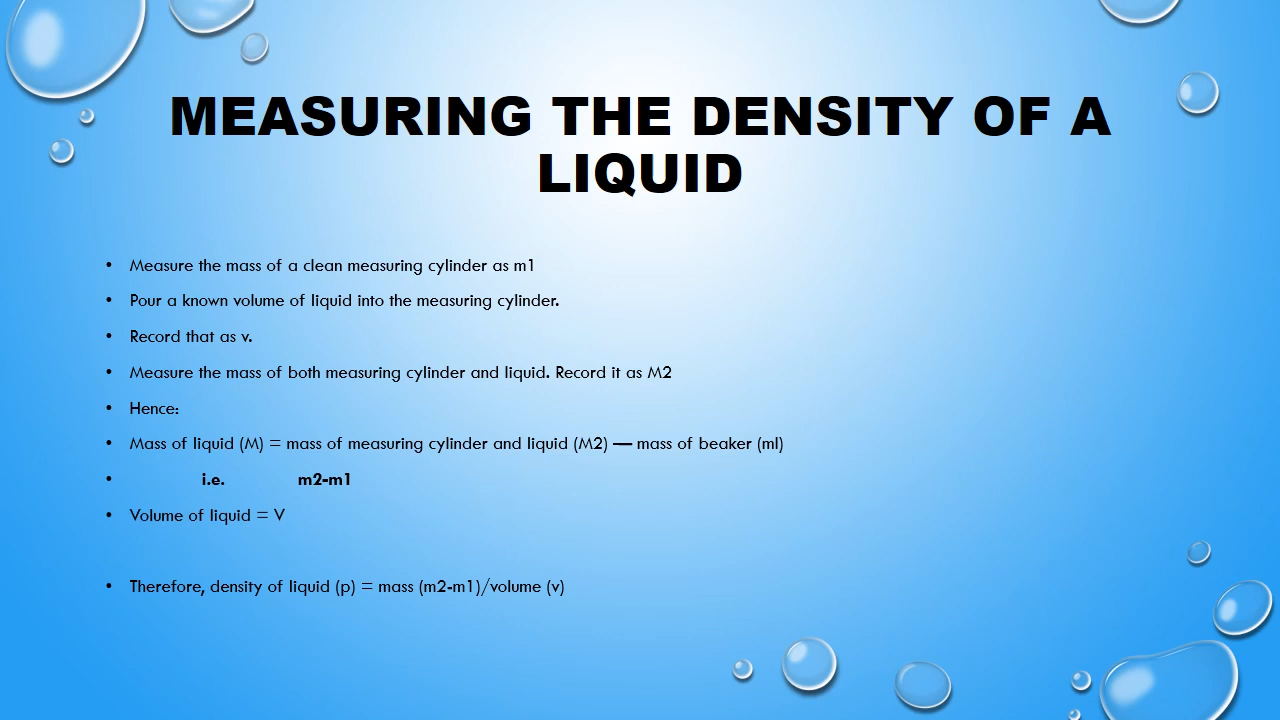 MEASURING THE DENSITY OF A
LIQUID
• Measure the mass of a clean measuring cylinder as m1
• Pour a known volume of liquid into the measuring cylinder.
• Record that as v.
• Measure the mass of both measuring cylinder and liquid. Record it as M2
• Hence:
• Mass of liquid (M) = mass of measuring cylinder and liquid (M2) — mass of beaker (ml)
• i.e. m2-m1
• Volume of liquid = V
• Therefore, density of liquid (p) = mass (m2-m1)/volume (v)